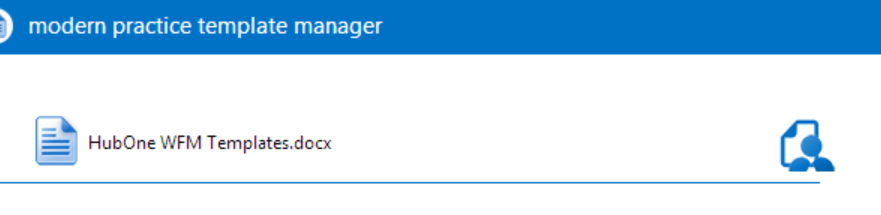 modern practice template manager
HubOne WFM Templates.docx